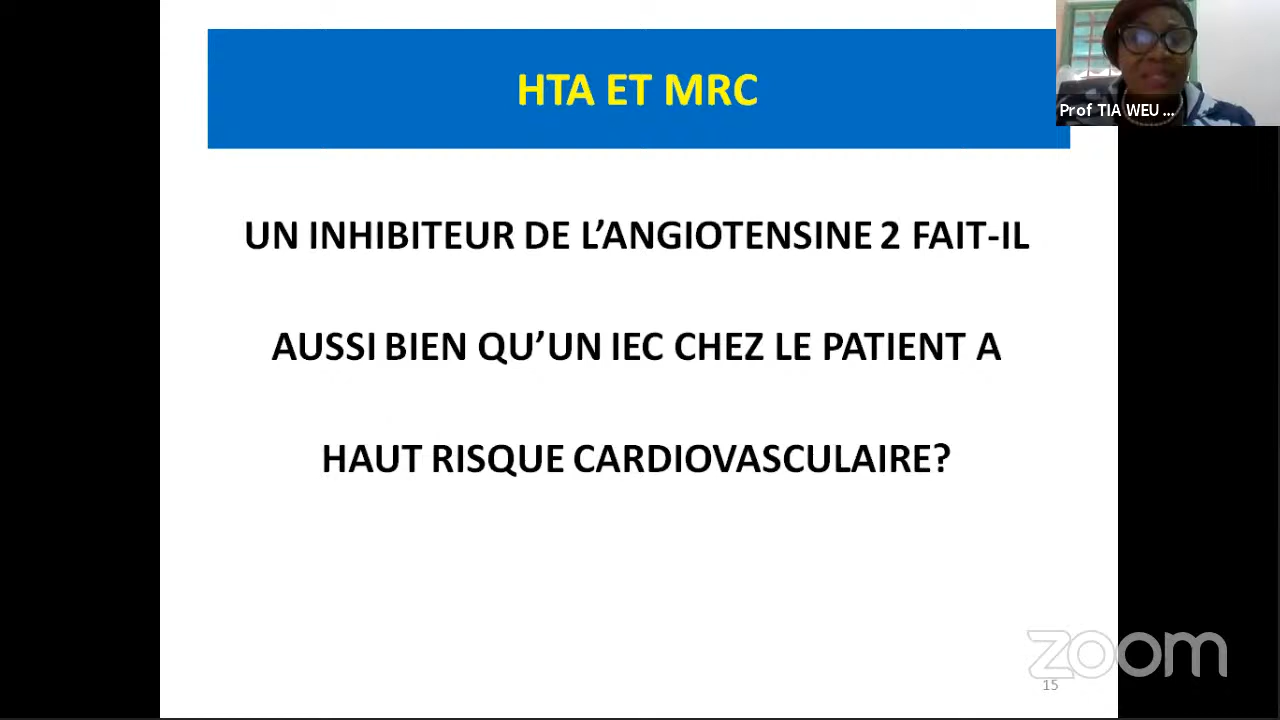 HTA ET MRC
Prof TIA WEU ...
UN INHIBITEUR DE L’ANGIOTENSINE 2 FAIT-IL
AUSSI BIEN QU’UN IEC CHEZ LE PATIENT A
HAUT RISQUE CARDIOVASCULAIRE?
zoom
15